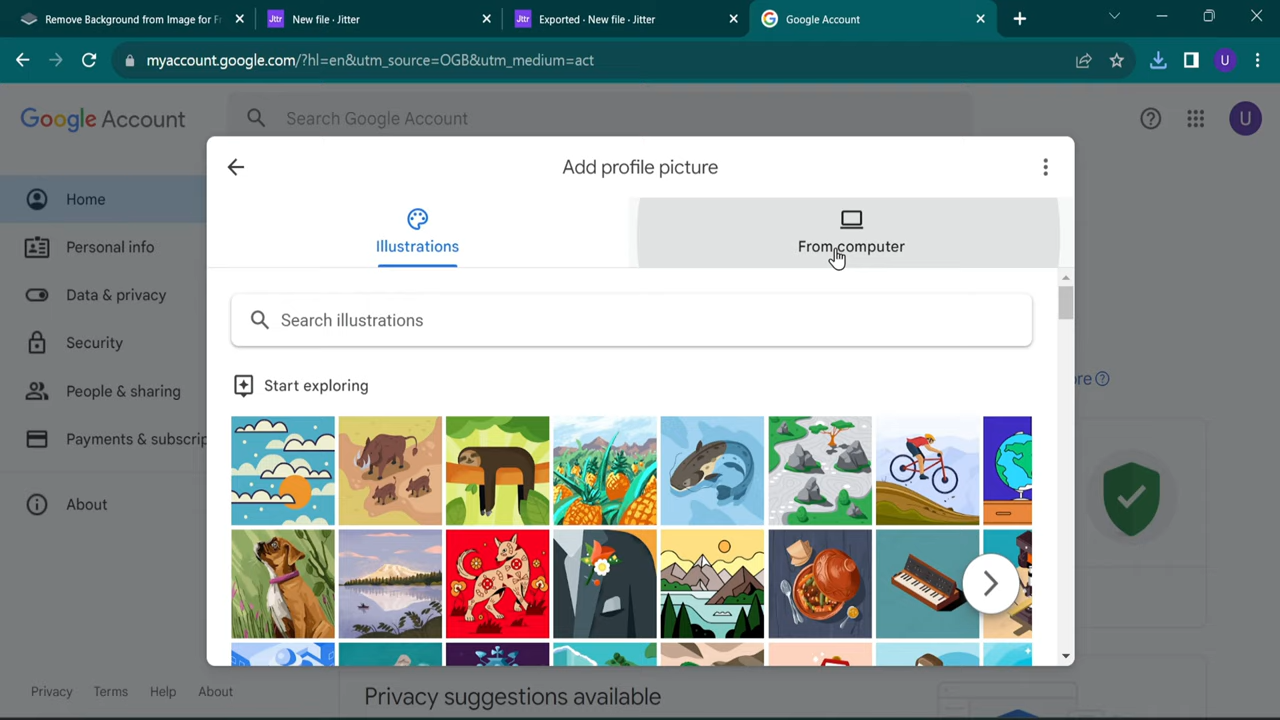 Remove Background from Image for Fr
New file · Jitter
Exported · New file · Jitter
Google Account
myaccount.google.com/?hl=en&utm_source=OGB&utm_medium=act
U
Google Account
Search Google Account
U
Add profile picture
Home
Personal info
Data & privacy
Security
People & sharing
Payments & subscrip
About
Illustrations
From computer
Search illustrations
Start exploring
ore
Privacy
Terms
Help
About
Privacy suggestions available